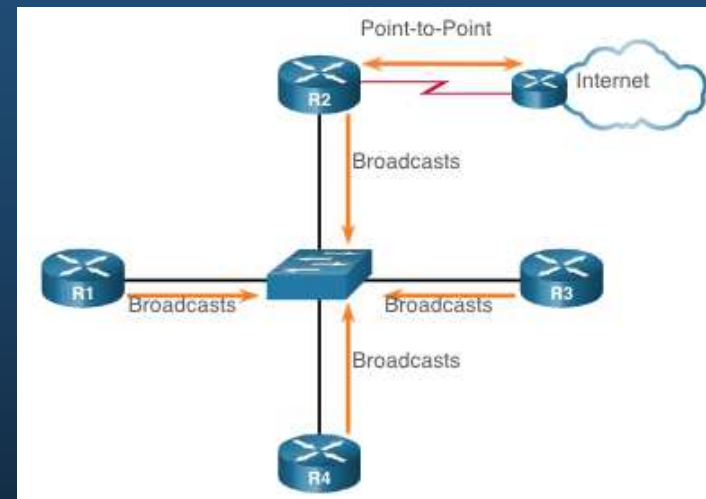 Point-to-Point
Internet
R2
Broadcasts
R1
Broadcasts
Broadcasts
R3
Broadcasts
R4